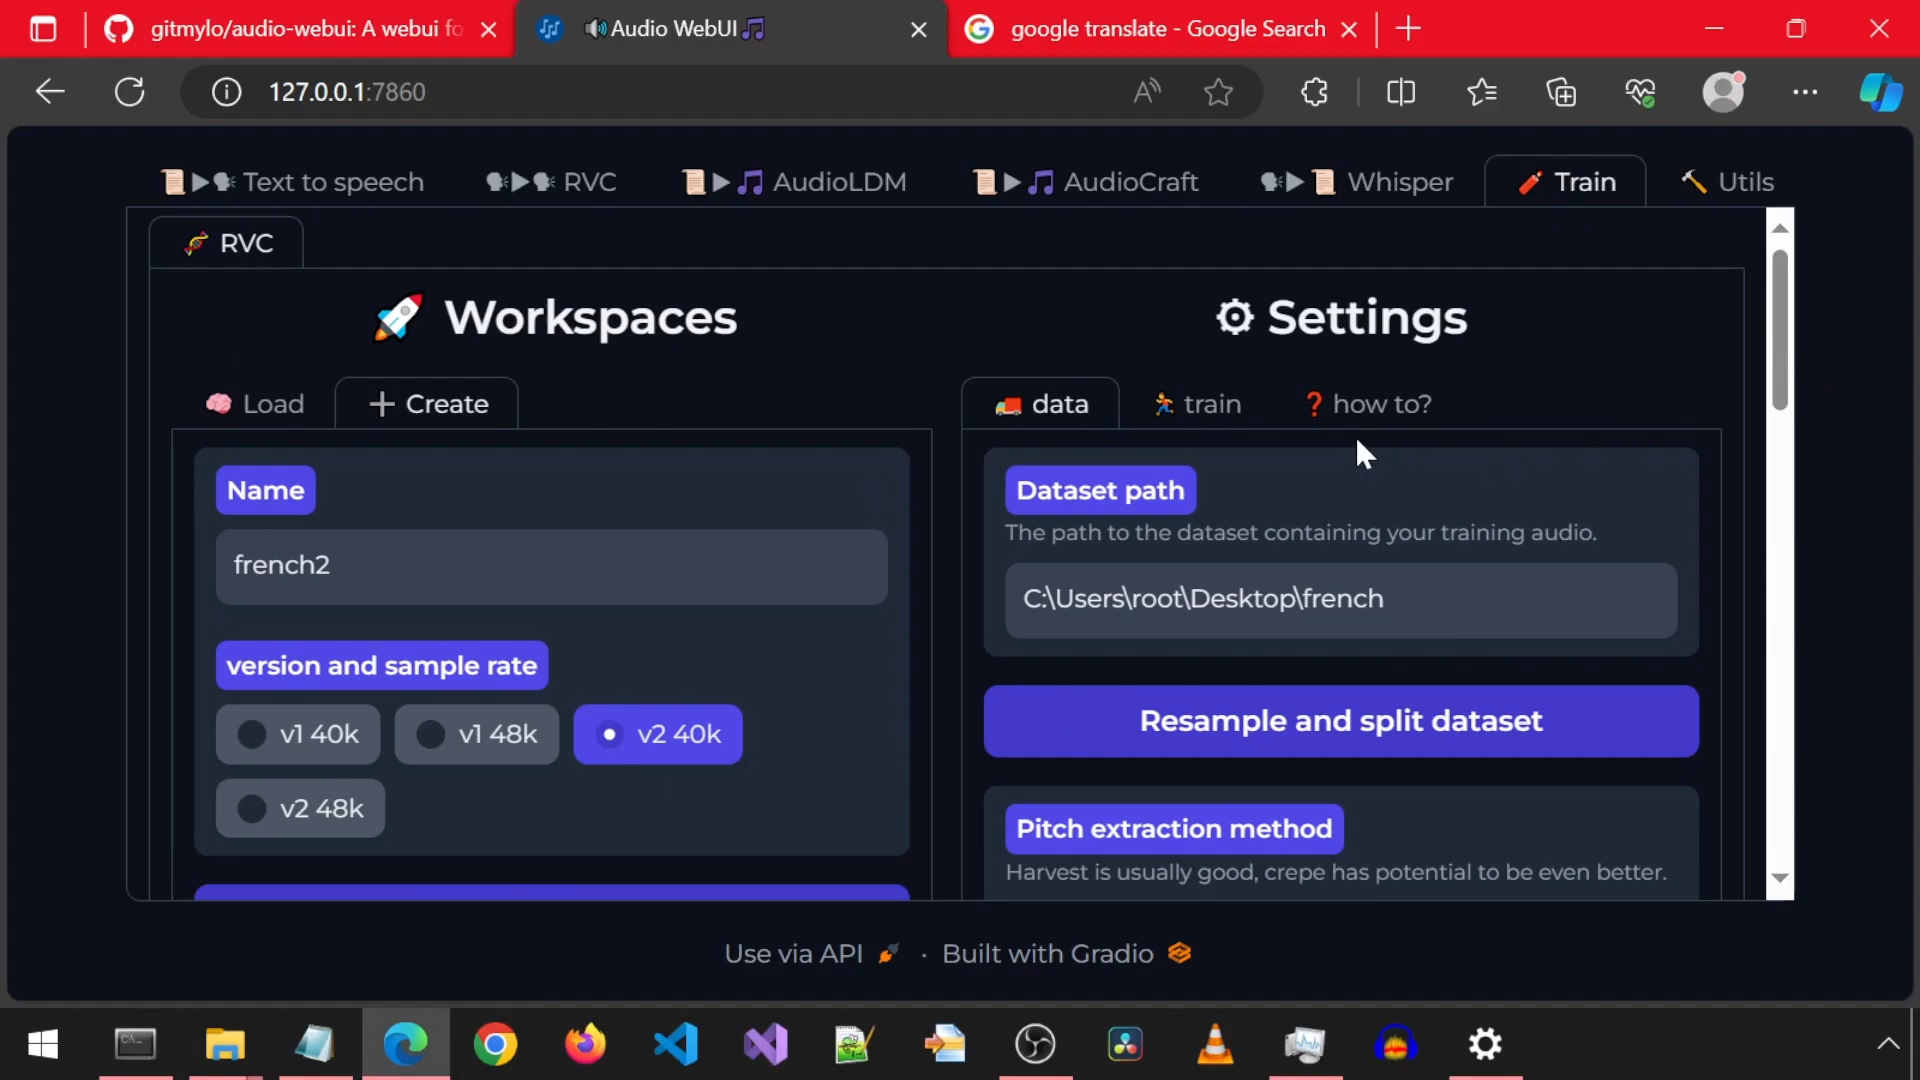 gitmylo/audio-webui: A webui fo
Audio WebUI
google translate - Google Search
127.0.0.1:7860
Text to speech
RVC
AudioLDM
AudioCraft
Whisper
Train
Utils
RVC
Workspaces
Settings
Load
Create
data
train
how to?
Name
french2
version and sample rate
v1 40k
v1 48k
v2 40k
v2 48k
Dataset path
The path to the dataset containing your training audio.
C:\Users\root\Desktop\french
Resample and split dataset
Pitch extraction method
Harvest is usually good, crepe has potential to be even better.
Use via API · Built with Gradio